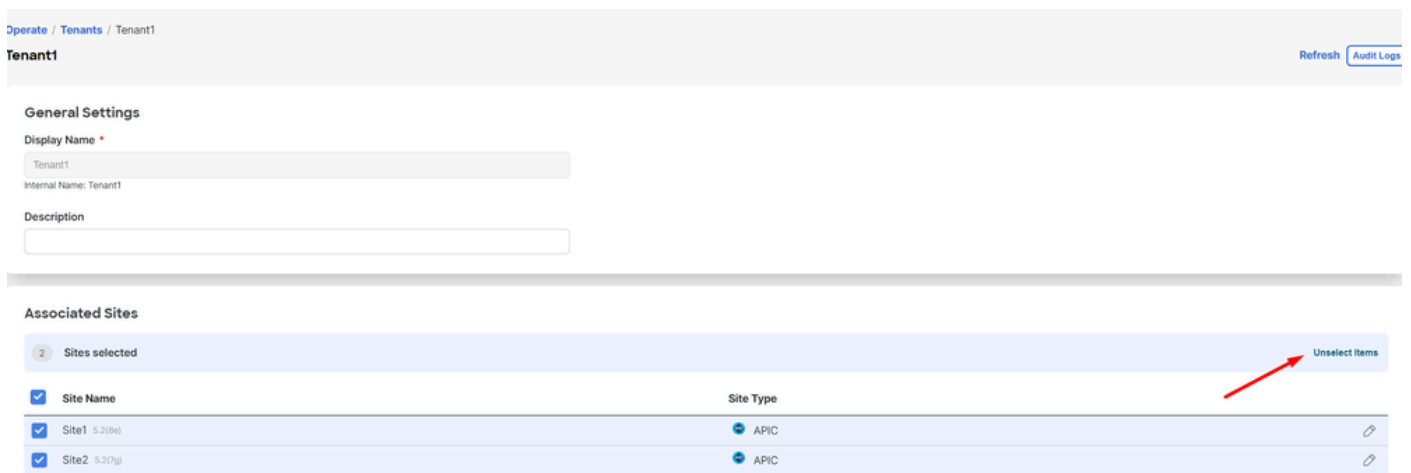 Operate / Tenants / Tenant1
Tenant1
Refresh Audit Logs
General Settings
Display Name *
Tenant1
Internal Name: Tenant1
Description
Associated Sites
2 Sites selected Unselect Items
Site Name Site Type
Site1 5.2(8e) APIC
Site2 5.2(7g) APIC